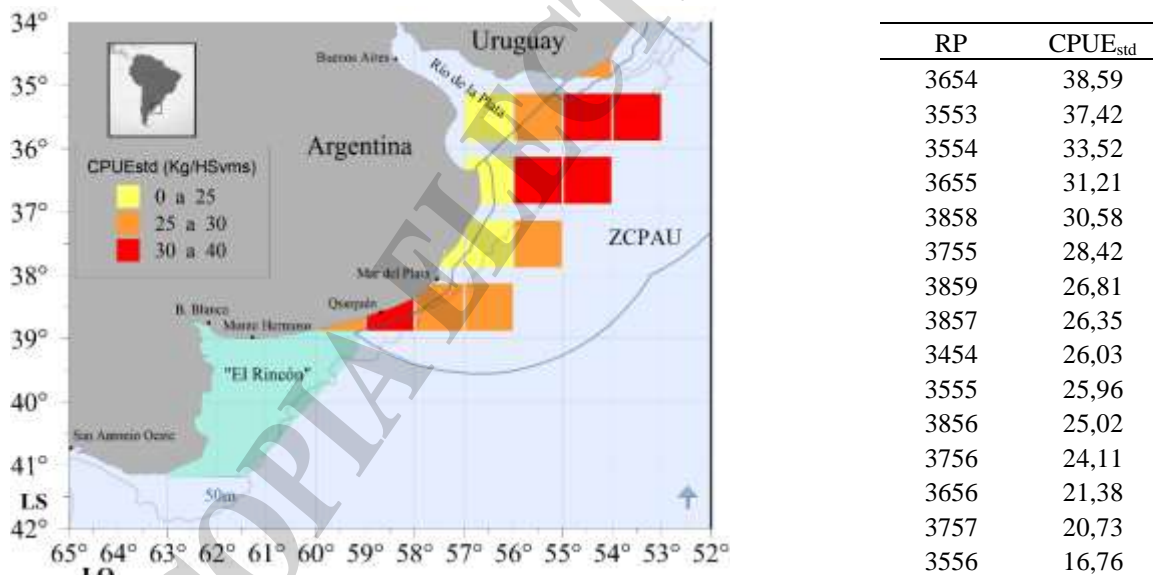 34°
35°
36°
37°
38°
39°
40°
41°
LS
42°
Uruguay
Buenos Aires
Río de la Plata
Argentina
CPUEstd (Kg/HSvms)
0 a 25
25 a 30
30 a 40
ZCPAU
Mar del Plata
Quequén
B. Blanca
Monte Hermoso
"El Rincón"
San Antonio Oeste
50m
65° 64° 63° 62° 61° 60° 59° 58° 57° 56° 55° 54° 53° 52°
LO
COPIA ELECT
RP CPUEstd
3654 38,59
3553 37,42
3554 33,52
3655 31,21
3858 30,58
3755 28,42
3859 26,81
3857 26,35
3454 26,03
3555 25,96
3856 25,02
3756 24,11
3656 21,38
3757 20,73
3556 16,76